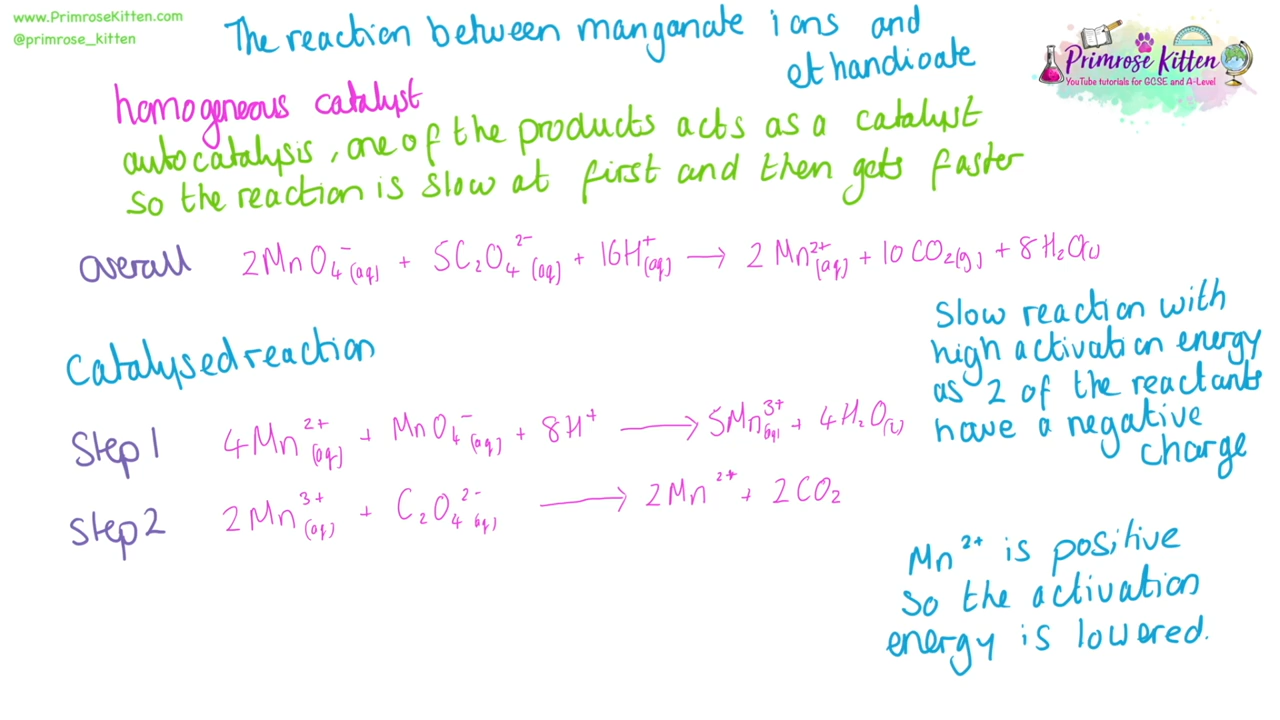 www.PrimroseKitten.com
@primrose_kitten
The reaction between manganate ions and
ethandioate
Primrose Kitten
YouTube tutorials for GCSE and A-Level
homogeneous catalyst
autocatalysis, one of the products acts as a catalyst
so the reaction is slow at first and then gets faster
overall 2MnO₄⁻(aq) + 5C₂O₄²⁻(aq) + 16H⁺(aq) → 2Mn²⁺(aq) + 10CO₂(g) + 8H₂O(l)
Slow reaction with
high activation energy
as 2 of the reactants
have a negative
charge
Catalysed reaction
Step 1 4Mn²⁺(aq) + MnO₄⁻(aq) + 8H⁺ → 5Mn³⁺(aq) + 4H₂O(l)
Step 2 2Mn³⁺(aq) + C₂O₄²⁻(aq) → 2Mn²⁺ + 2CO₂
Mn²⁺ is positive
so the activation
energy is lowered.